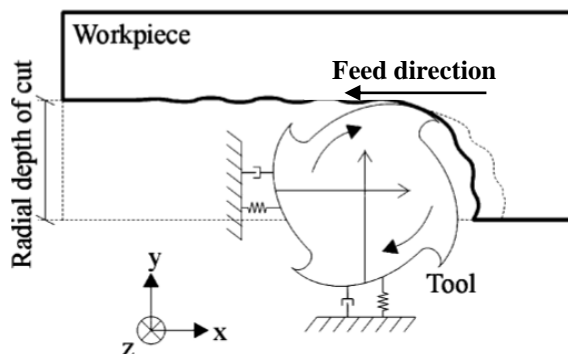 Workpiece
Feed direction
Radial depth of cut
Tool
y
x
z